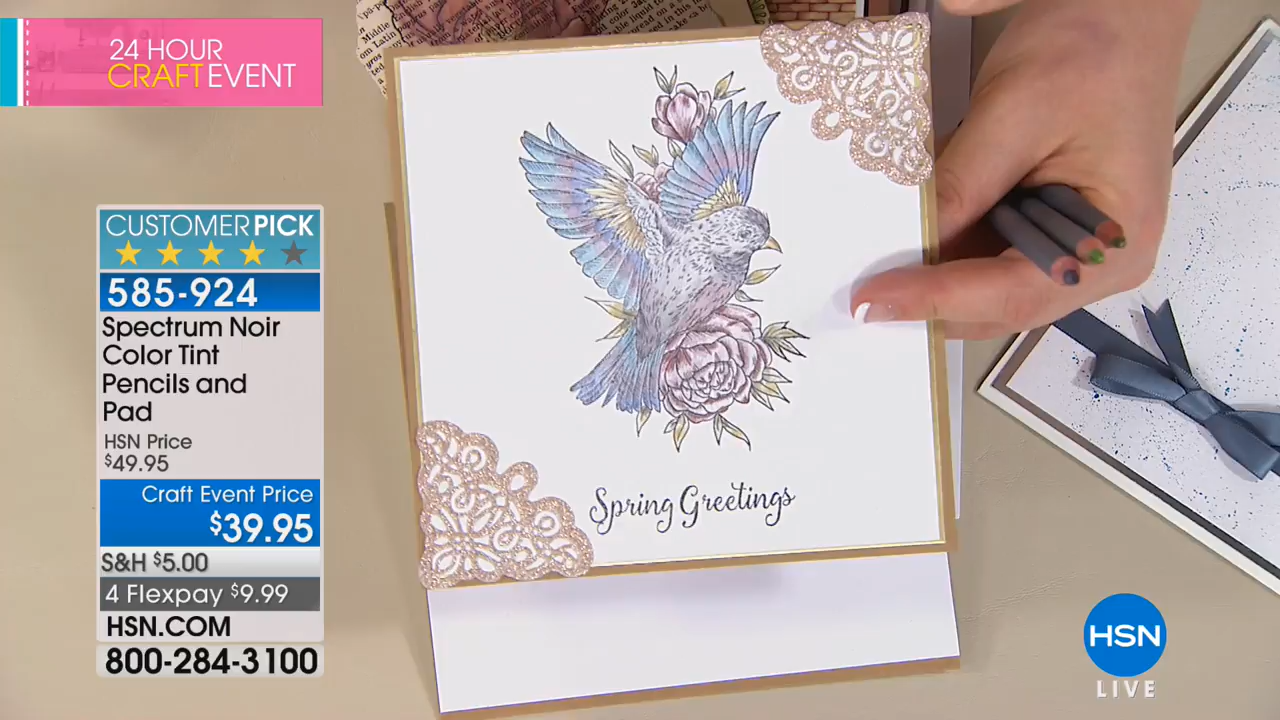 24 HOUR
CRAFT EVENT
CUSTOMER PICK
585-924
Spectrum Noir
Color Tint
Pencils and
Pad
HSN Price
$49.95
Craft Event Price
$39.95
S&H $5.00
4 Flexpay $9.99
HSN.COM
800-284-3100
Spring Greetings
HSN
LIVE